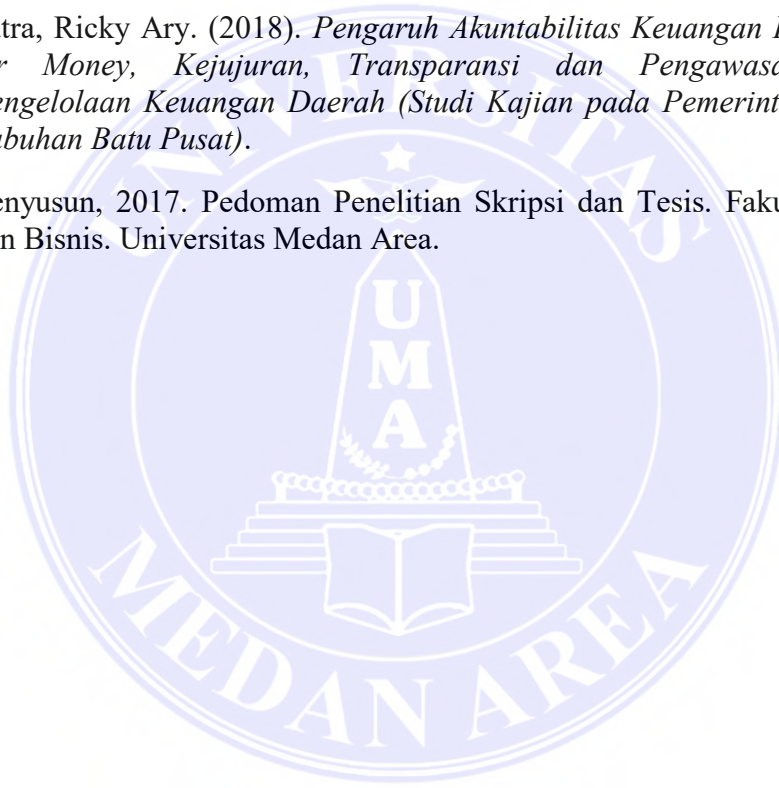 tra, Ricky Ary. (2018). Pengaruh Akuntabilitas Keuangan
r Money, Kejujuran, Transparansi dan Pengawasa
engelolaan Keuangan Daerah (Studi Kajian pada Pemerint
abuhan Batu Pusat).
enyusun, 2017. Pedoman Penelitian Skripsi dan Tesis. Faku
n Bisnis. Universitas Medan Area.
UNIVERSITAS
U
M
A
MEDAN AREA